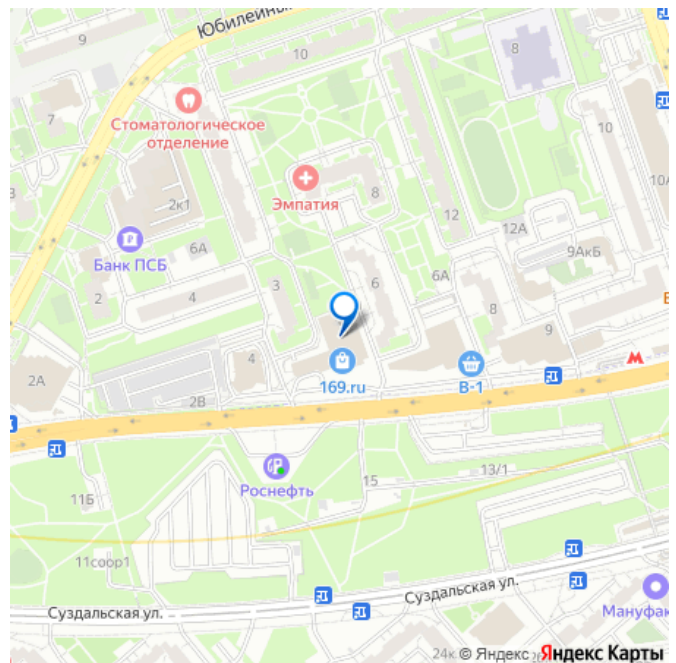 Юбилейны
9
10
8
7
Стоматологическое
отделение
10
3
Эмпатия
8
10А
2к1
12
12А
Банк ПСБ
6А
9АкБ
6
6А
2
4
3
8
9
4
2А
169.ru
В-1
2В
Роснефть
15
13/1
11Б
11соор1
Суздальская ул.
Суздальская ул.
Мануфак
24к
© Яндекс
Яндекс Карты